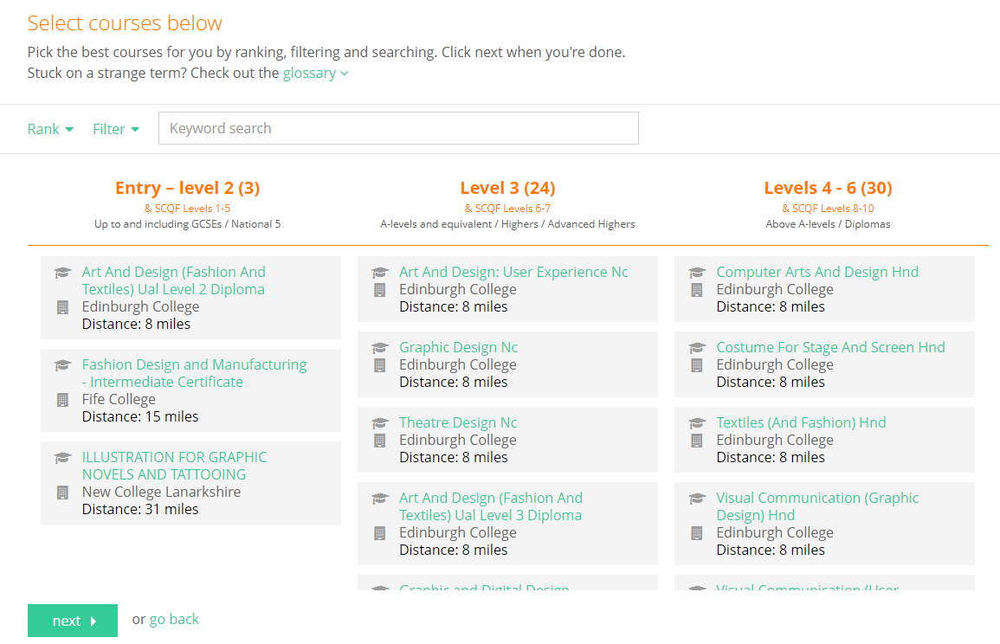 Select courses below
Pick the best courses for you by ranking, filtering and searching. Click next when you're done.
Stuck on a strange term? Check out the glossary
Rank Filter Keyword search
Entry – level 2 (3)
& SCQF Levels 1-5
Up to and including GCSEs / National 5
Art And Design (Fashion And
Textiles) Ual Level 2 Diploma
Edinburgh College
Distance: 8 miles
Fashion Design and Manufacturing
- Intermediate Certificate
Fife College
Distance: 15 miles
ILLUSTRATION FOR GRAPHIC
NOVELS AND TATTOOING
New College Lanarkshire
Distance: 31 miles
Level 3 (24)
& SCQF Levels 6-7
A-levels and equivalent / Highers / Advanced Highers
Art And Design: User Experience Nc
Edinburgh College
Distance: 8 miles
Graphic Design Nc
Edinburgh College
Distance: 8 miles
Theatre Design Nc
Edinburgh College
Distance: 8 miles
Art And Design (Fashion And
Textiles) Ual Level 3 Diploma
Edinburgh College
Distance: 8 miles
Graphic and Digital Design
Levels 4 - 6 (30)
& SCQF Levels 8-10
Above A-levels / Diplomas
Computer Arts And Design Hnd
Edinburgh College
Distance: 8 miles
Costume For Stage And Screen Hnd
Edinburgh College
Distance: 8 miles
Textiles (And Fashion) Hnd
Edinburgh College
Distance: 8 miles
Visual Communication (Graphic
Design) Hnd
Edinburgh College
Distance: 8 miles
Visual Communication (User
next or go back